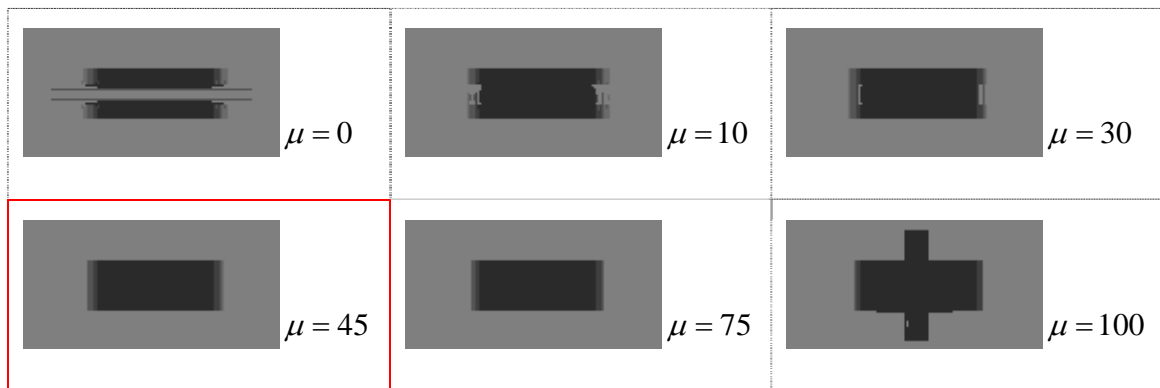 μ = 0
μ = 10
μ = 30
μ = 45
μ = 75
μ = 100